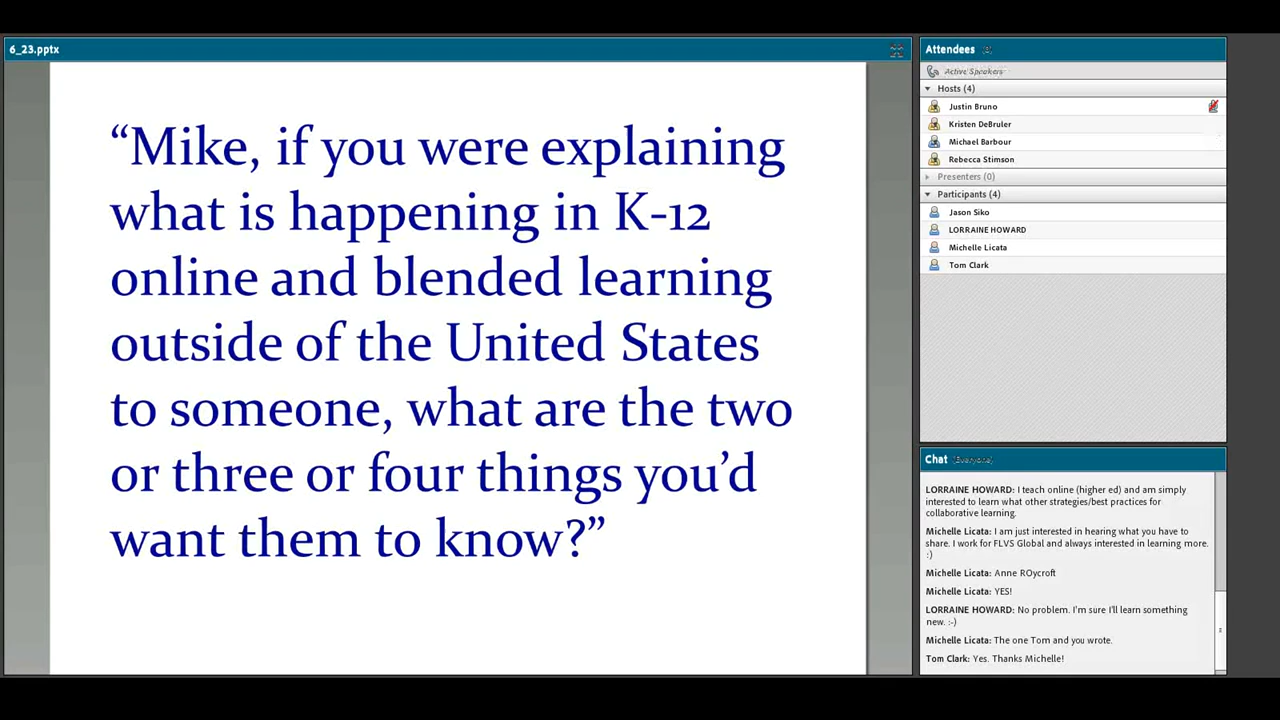 6_23.pptx
“Mike, if you were explaining
what is happening in K-12
online and blended learning
outside of the United States
to someone, what are the two
or three or four things you’d
want them to know?”
Attendees
Active Speakers
Hosts (4)
Justin Bruno
Kristen DeBruler
Michael Barbour
Rebecca Stimson
Presenters (0)
Participants (4)
Jason Siko
LORRAINE HOWARD
Michelle Licata
Tom Clark
Chat (Everyone)
LORRAINE HOWARD: I teach online (higher ed) and am simply
interested to learn what other strategies/best practices for
collaborative learning.
Michelle Licata: I am just interested in hearing what you have to
share. I work for FLVS Global and always interested in learning more.
:)
Michelle Licata: Anne ROycroft
Michelle Licata: YES!
LORRAINE HOWARD: No problem. I'm sure I'll learn something
new. :-)
Michelle Licata: The one Tom and you wrote.
Tom Clark: Yes. Thanks Michelle!